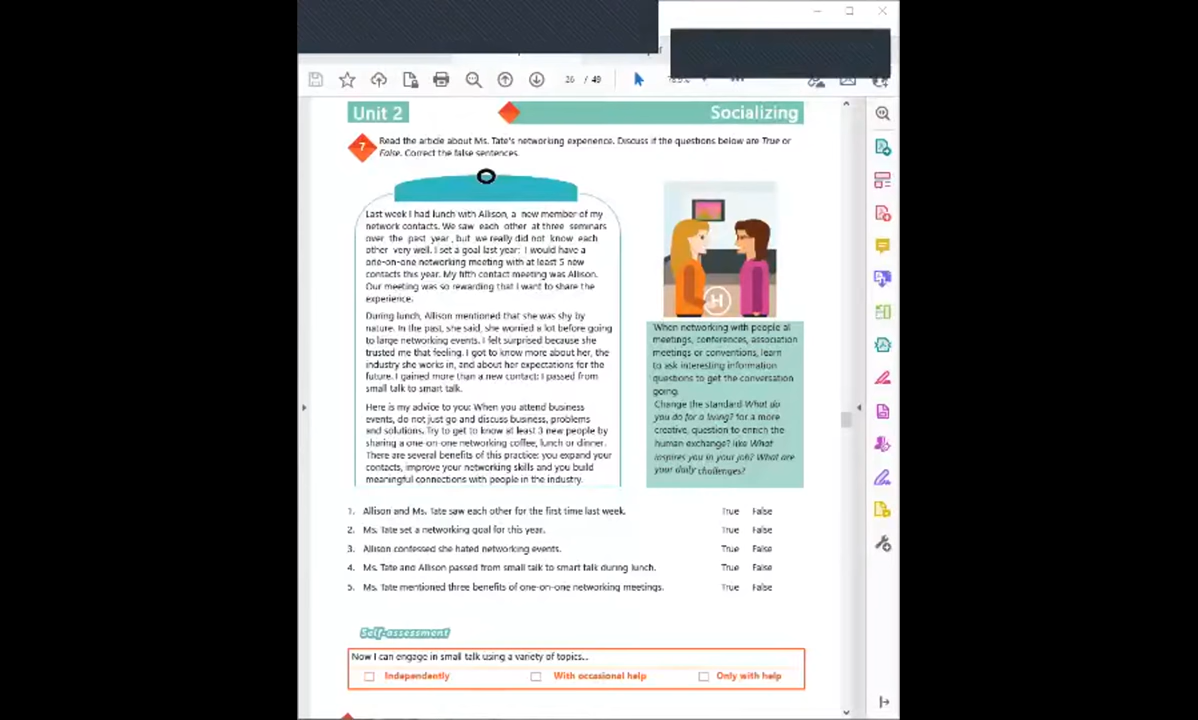 26 / 49
Unit 2
Socializing
7
Read the article about Ms. Tate's networking experience. Discuss if the questions below are True or
False. Correct the false sentences.
Last week I had lunch with Allison, a new member of my
network contacts. We saw each other at three seminars
over the past year, but we really did not know each
other very well. I set a goal last year: I would have a
one-on-one networking meeting with at least 5 new
contacts this year. My fifth contact meeting was Allison.
Our meeting was so rewarding that I want to share the
experience.
During lunch, Allison mentioned that she was shy by
nature. In the past, she said, she worried a lot before going
to large networking events. I felt surprised because she
trusted me that feeling. I got to know more about her, the
industry she works in, and about her expectations for the
future. I gained more than a new contact: I passed from
small talk to smart talk.
Here is my advice to you: When you attend business
events, do not just go and discuss business, problems
and solutions. Try to get to know at least 3 new people by
sharing a one-on-one networking coffee, lunch or dinner.
There are several benefits of this practice: you expand your
contacts, improve your networking skills and you build
meaningful connections with people in the industry.
H
When networking with people at
meetings, conferences, association
meetings or conventions, learn
to ask interesting information
questions to get the conversation
going.
Change the standard What do
you do for a living? for a more
creative, question to enrich the
human exchange? like What
inspires you in your job? What are
your daily challenges?
1. Allison and Ms. Tate saw each other for the first time last week. True False
2. Ms. Tate set a networking goal for this year. True False
3. Allison confessed she hated networking events. True False
4. Ms. Tate and Allison passed from small talk to smart talk during lunch. True False
5. Ms. Tate mentioned three benefits of one-on-one networking meetings. True False
Self-assessment
Now I can engage in small talk using a variety of topics...
Independently With occasional help Only with help